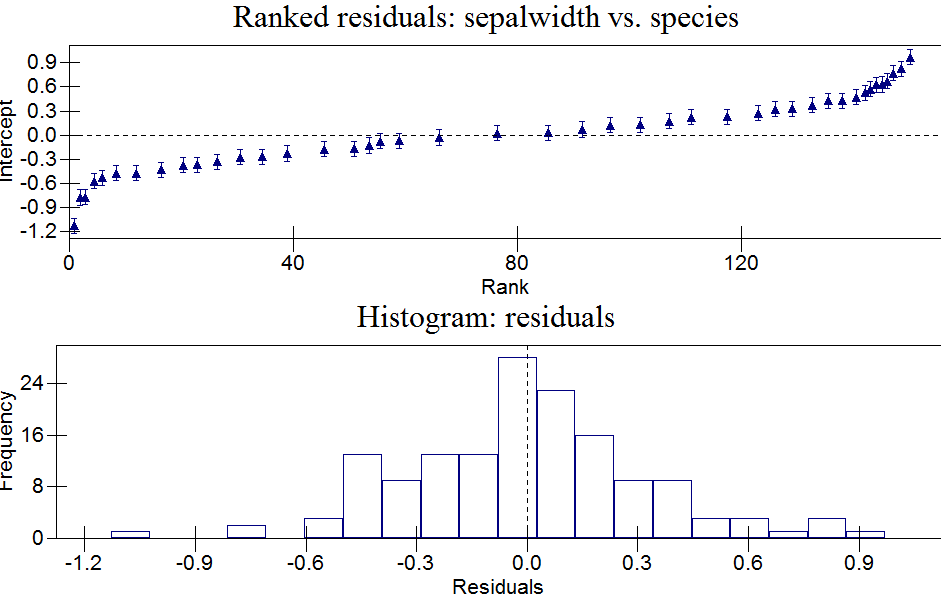 Ranked residuals: sepalwidth vs. species
0.9
0.6
0.3
0.0
-0.3
-0.6
-0.9
-1.2
Intercept
0 40 80 120
Rank
Histogram: residuals
24
16
8
0
Frequency
-1.2 -0.9 -0.6 -0.3 0.0 0.3 0.6 0.9
Residuals